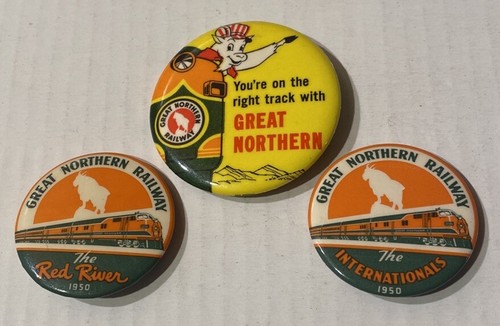 You're on the
right track with
GREAT
NORTHERN
GREAT NORTHERN
RAILWAY
GREAT NORTHERN RAILWAY
The
Red River
1950
GREAT NORTHERN RAILWAY
The
INTERNATIONALS
1950